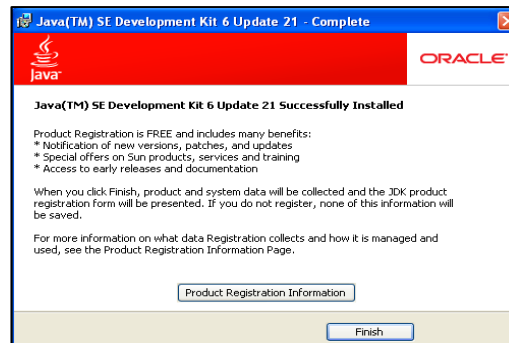 Java(TM) SE Development Kit 6 Update 21 - Complete
Java™
ORACLE
Java(TM) SE Development Kit 6 Update 21 Successfully Installed
Product Registration is FREE and includes many benefits:
* Notification of new versions, patches, and updates
* Special offers on Sun products, services and training
* Access to early releases and documentation
When you click Finish, product and system data will be collected and the JDK product
registration form will be presented. If you do not register, none of this information will
be saved.
For more information on what data Registration collects and how it is managed and
used, see the Product Registration Information Page.
Product Registration Information
Finish